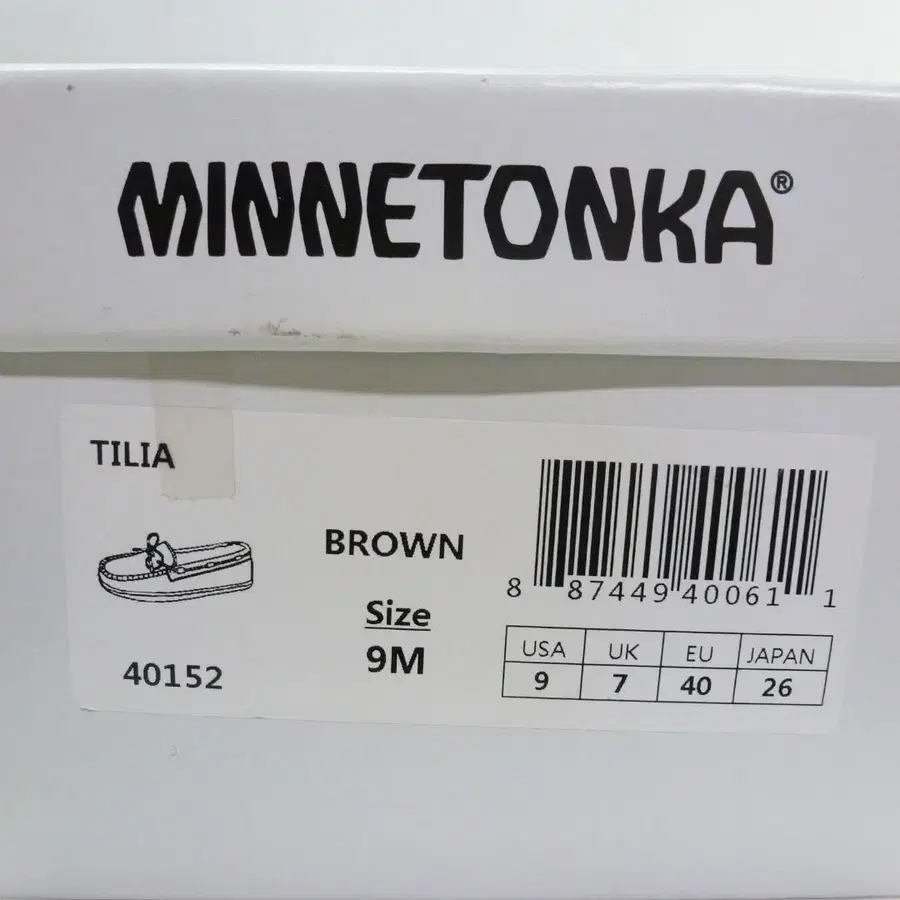 MINNETONKA®
TILIA
BROWN
Size
9M
40152
8 87449 40061 1
USA UK EU JAPAN
9 7 40 26